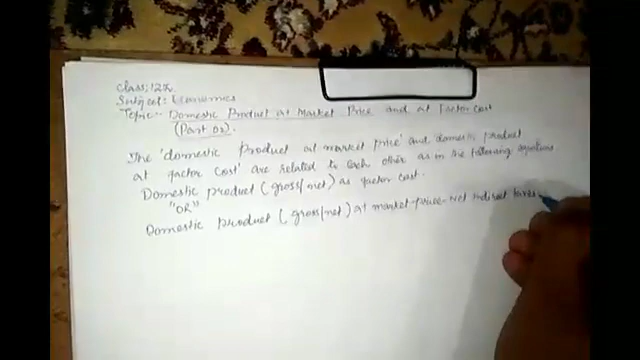 Class: 12th
Subject: Economics
Topic:- Domestic Product at Market Price and at Factor Cost
(Part 02).
The 'domestic product at market price' and domestic product
at factor cost' are related to each other as in the following equations
Domestic product (gross/net) as factor cost.
"OR"
Domestic product (gross/net) at market-price-Net indirect taxes